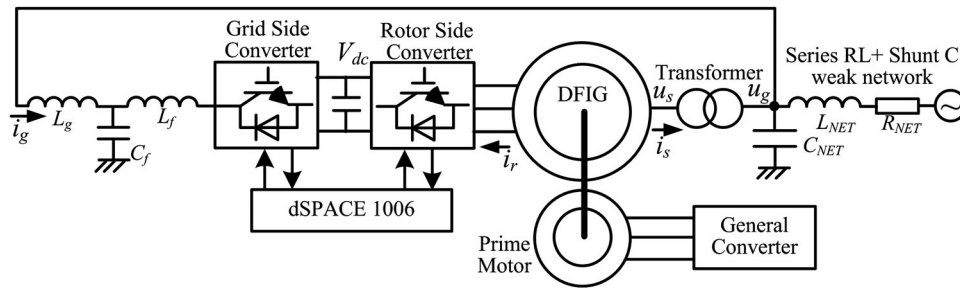 Grid Side
Converter
V_dc
Rotor Side
Converter
Series RL+ Shunt C
weak network
Transformer
DFIG
u_s
u_g
L_g
L_f
i_g
C_f
i_r
i_s
L_NET
R_NET
C_NET
dSPACE 1006
Prime
Motor
General
Converter